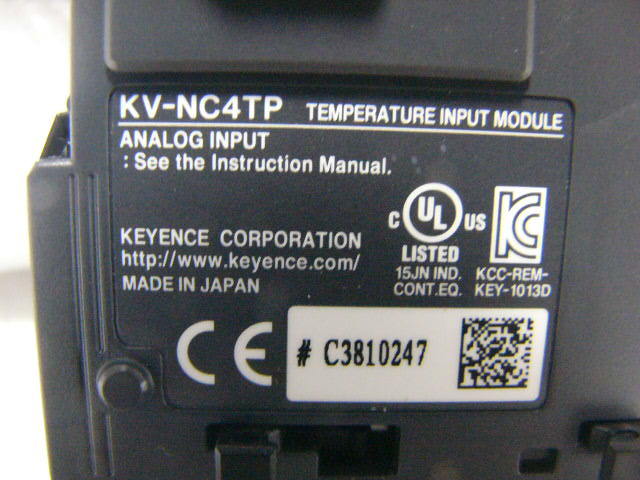 KV-NC4TP TEMPERATURE INPUT MODULE
ANALOG INPUT
: See the Instruction Manual.
C UL US
LISTED
15JN IND.
CONT.EQ.
KC
KCC-REM-
KEY-1013D
KEYENCE CORPORATION
http://www.keyence.com/
MADE IN JAPAN
CE
# C3810247